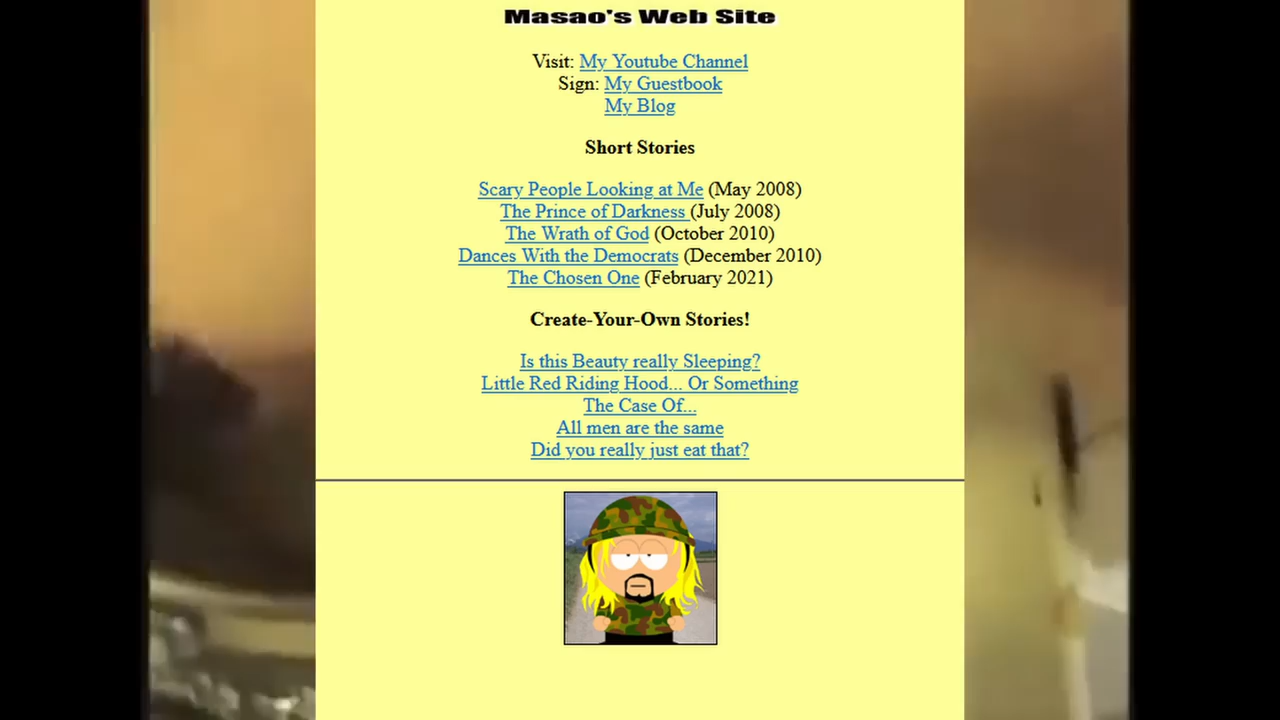 Masao's Web Site
Visit: My Youtube Channel
Sign: My Guestbook
My Blog
Short Stories
Scary People Looking at Me (May 2008)
The Prince of Darkness (July 2008)
The Wrath of God (October 2010)
Dances With the Democrats (December 2010)
The Chosen One (February 2021)
Create-Your-Own Stories!
Is this Beauty really Sleeping?
Little Red Riding Hood... Or Something
The Case Of...
All men are the same
Did you really just eat that?